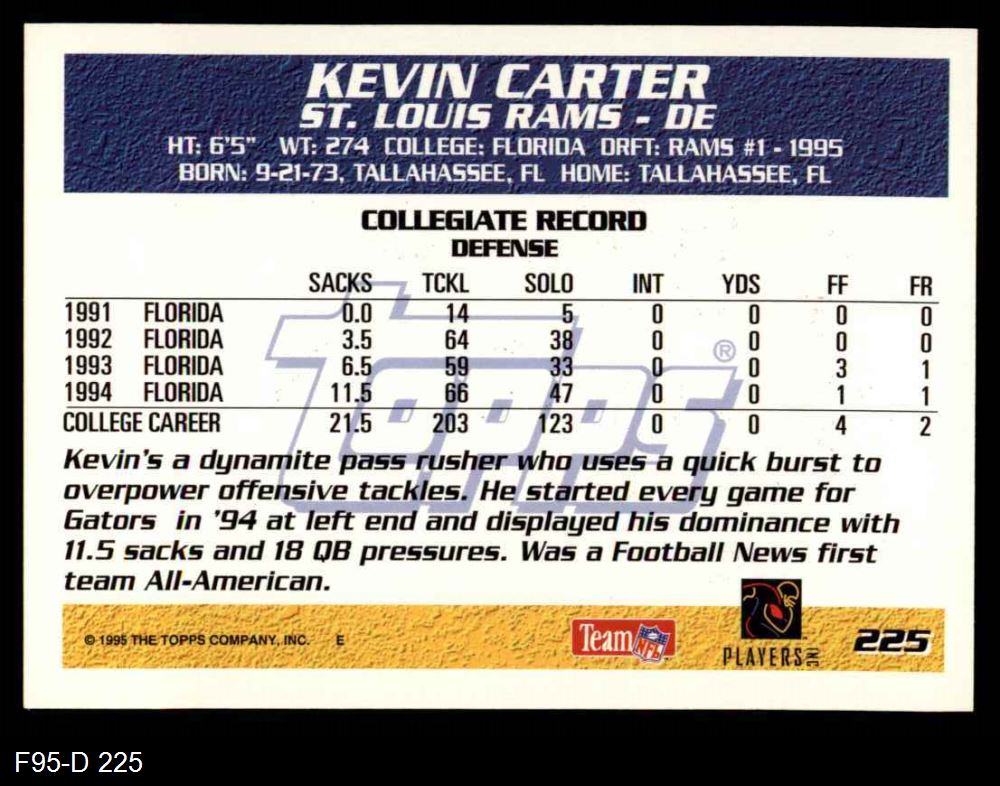 KEVIN CARTER
ST. LOUIS RAMS - DE
HT: 6'5" WT: 274 COLLEGE: FLORIDA DRFT: RAMS #1 - 1995
BORN: 9-21-73, TALLAHASSEE, FL HOME: TALLAHASSEE, FL
COLLEGIATE RECORD
DEFENSE
SACKS TCKL SOLO INT YDS FF FR
1991 FLORIDA 0.0 14 5 0 0 0 0
1992 FLORIDA 3.5 64 38 0 0 0 0
1993 FLORIDA 6.5 59 33 0 0 3 1
1994 FLORIDA 11.5 66 47 0 0 1 1
COLLEGE CAREER 21.5 203 123 0 0 4 2
Topps ®
Kevin's a dynamite pass rusher who uses a quick burst to
overpower offensive tackles. He started every game for
Gators in '94 at left end and displayed his dominance with
11.5 sacks and 18 QB pressures. Was a Football News first
team All-American.
© 1995 THE TOPPS COMPANY, INC. E
Team NFL
PLAYERS INC
225
F95-D 225